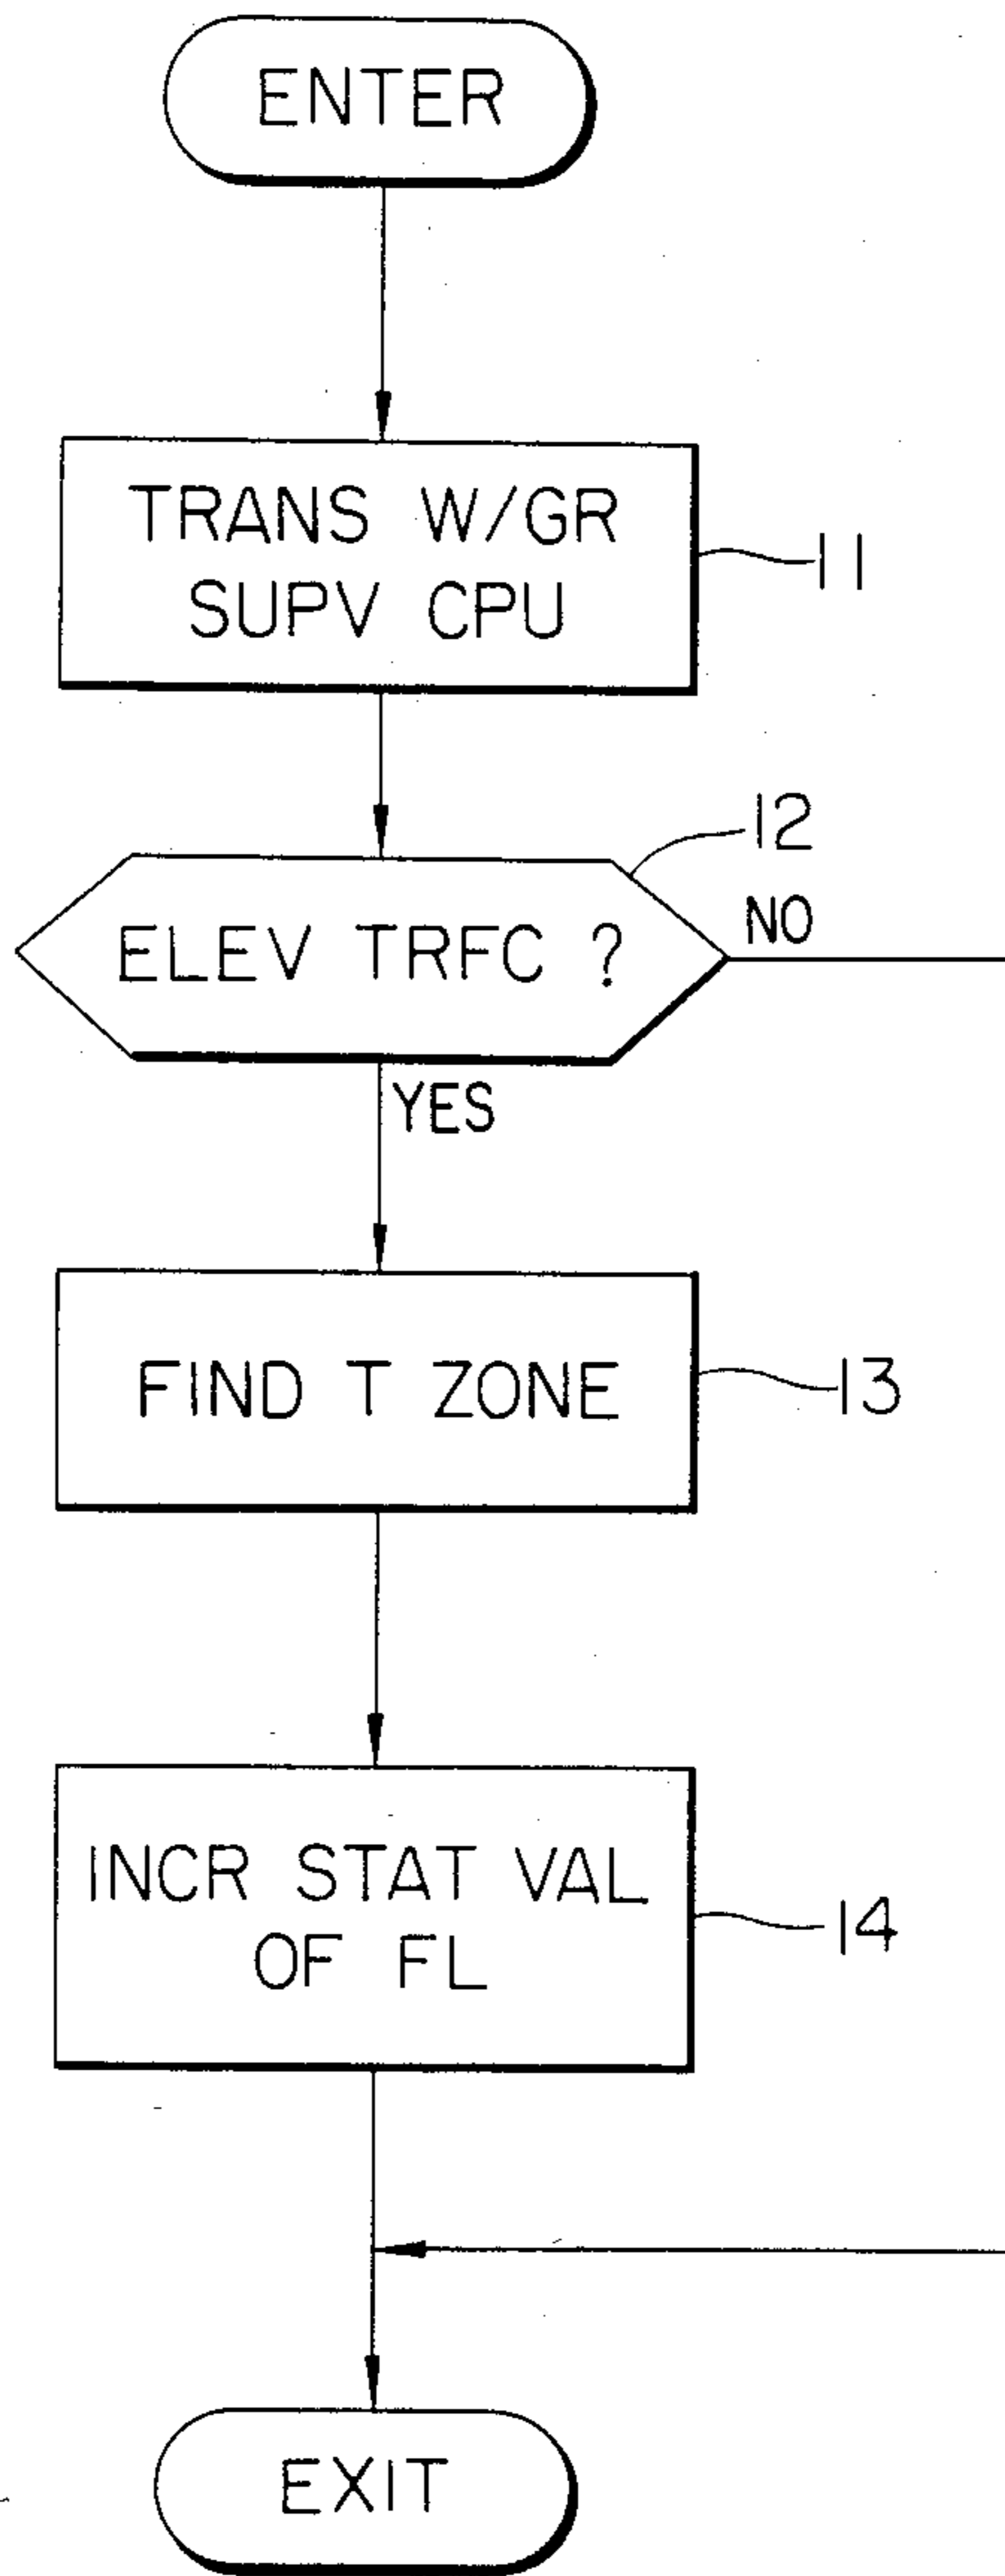 ENTER
TRANS W/GR
SUPV CPU
11
12
ELEV TRFC ?
NO
YES
FIND T ZONE
13
INCR STAT VAL
OF FL
14
EXIT